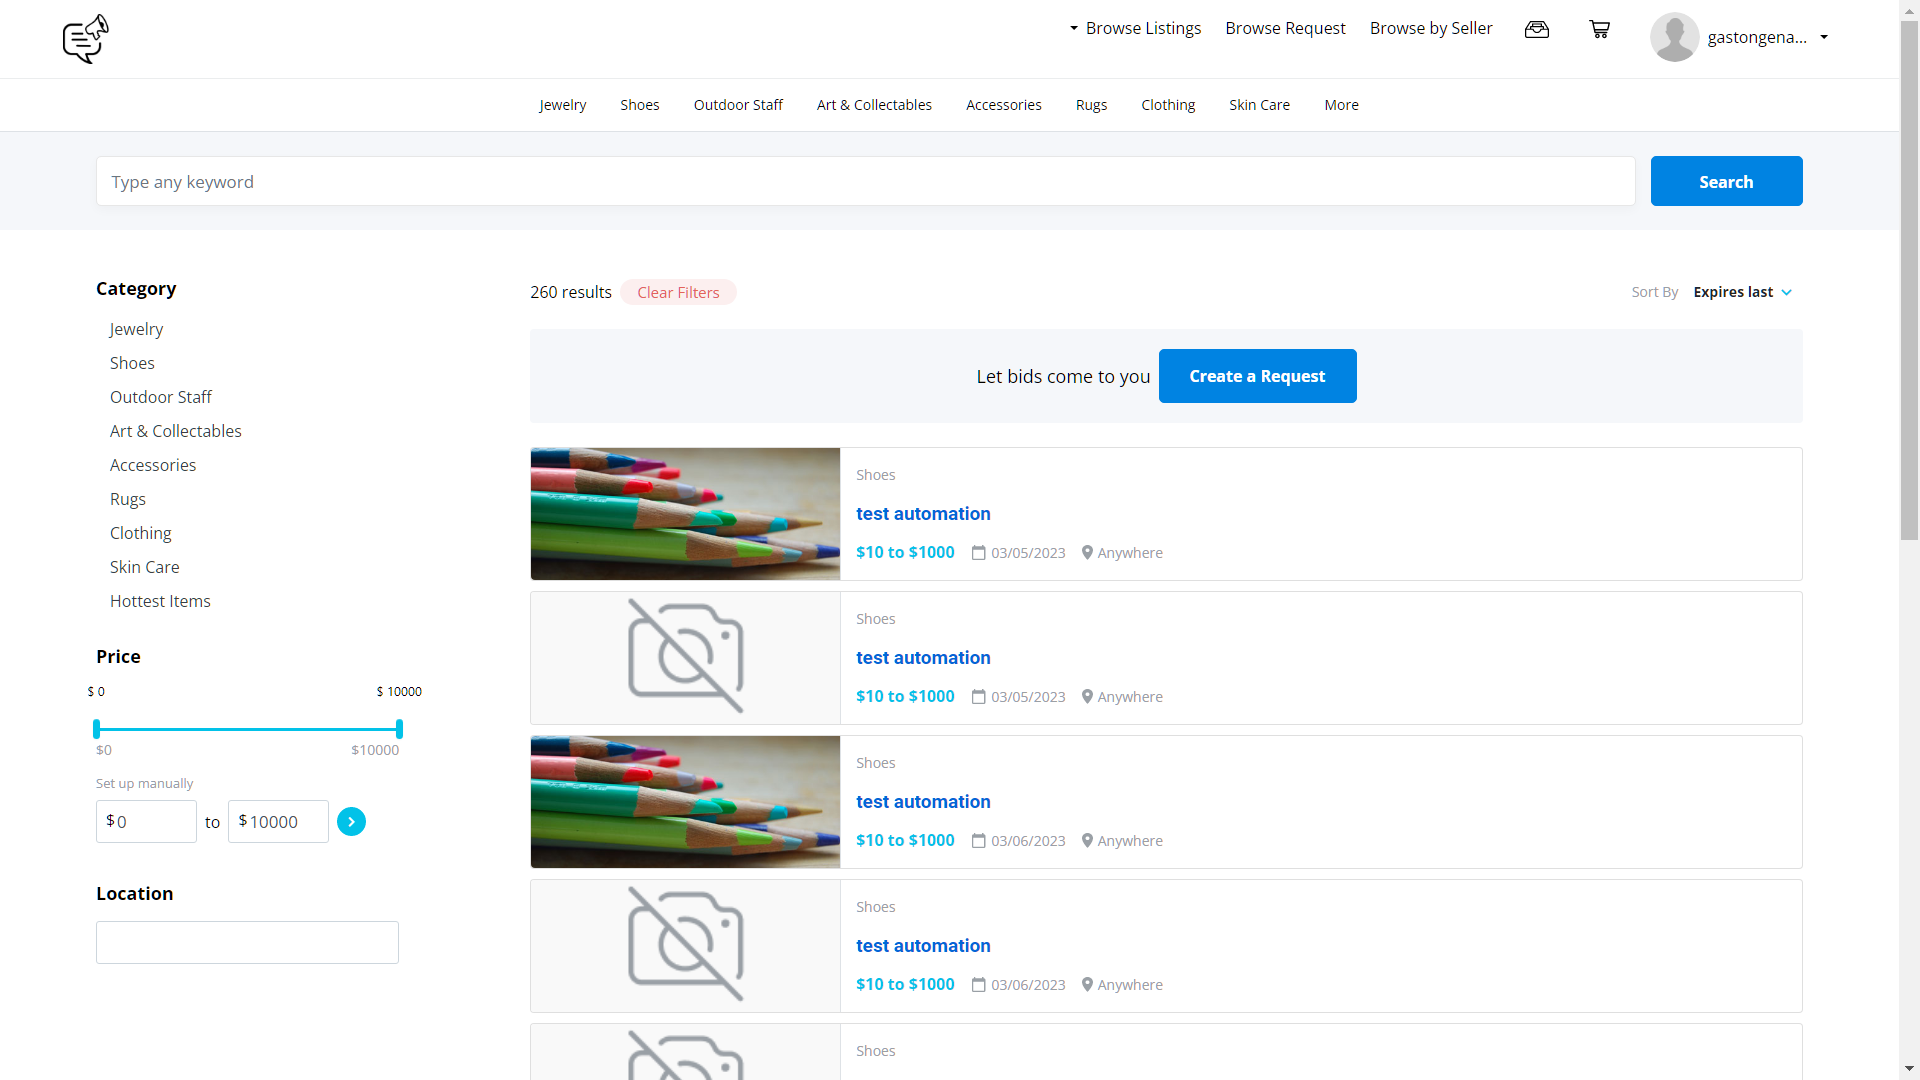 Browse Listings
Browse Request
Browse by Seller
gastongena...
Jewelry
Shoes
Outdoor Staff
Art & Collectables
Accessories
Rugs
Clothing
Skin Care
More
Type any keyword
Search
Category
Jewelry
Shoes
Outdoor Staff
Art & Collectables
Accessories
Rugs
Clothing
Skin Care
Hottest Items
Price
$ 0
$ 10000
$0
$10000
Set up manually
$ 0 to $ 10000
Location
260 results
Clear Filters
Sort By Expires last
Let bids come to you
Create a Request
Shoes
test automation
$10 to $1000 03/05/2023 Anywhere
Shoes
test automation
$10 to $1000 03/05/2023 Anywhere
Shoes
test automation
$10 to $1000 03/06/2023 Anywhere
Shoes
test automation
$10 to $1000 03/06/2023 Anywhere
Shoes